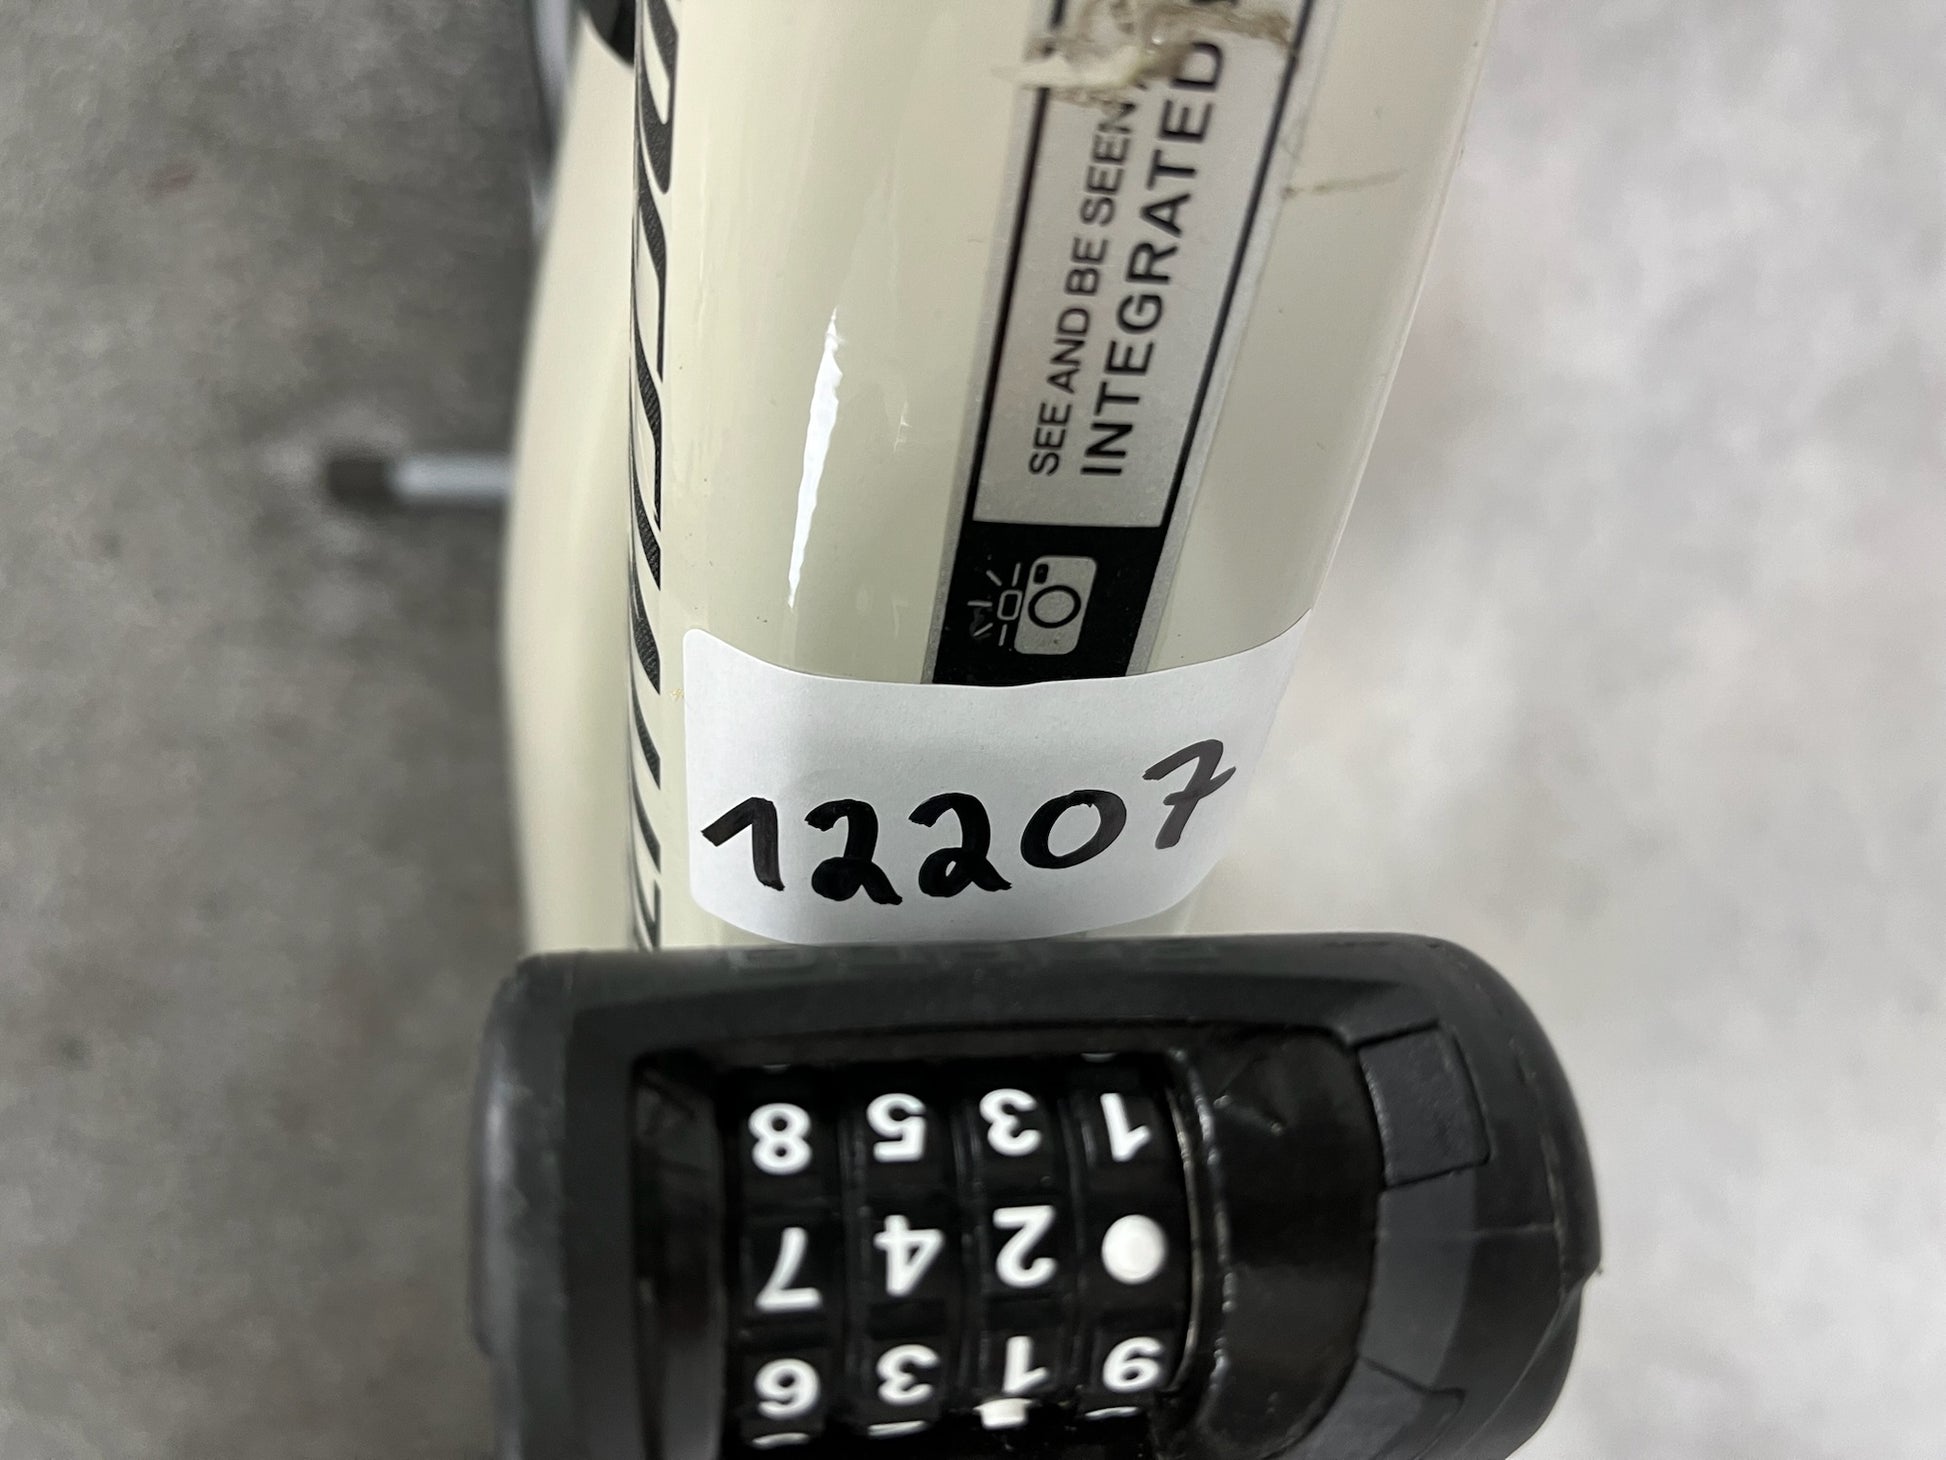 SEE AND BE SEEN
INTEGRATED
12207
8 5 3 1
7 4 2
6 3 1 9